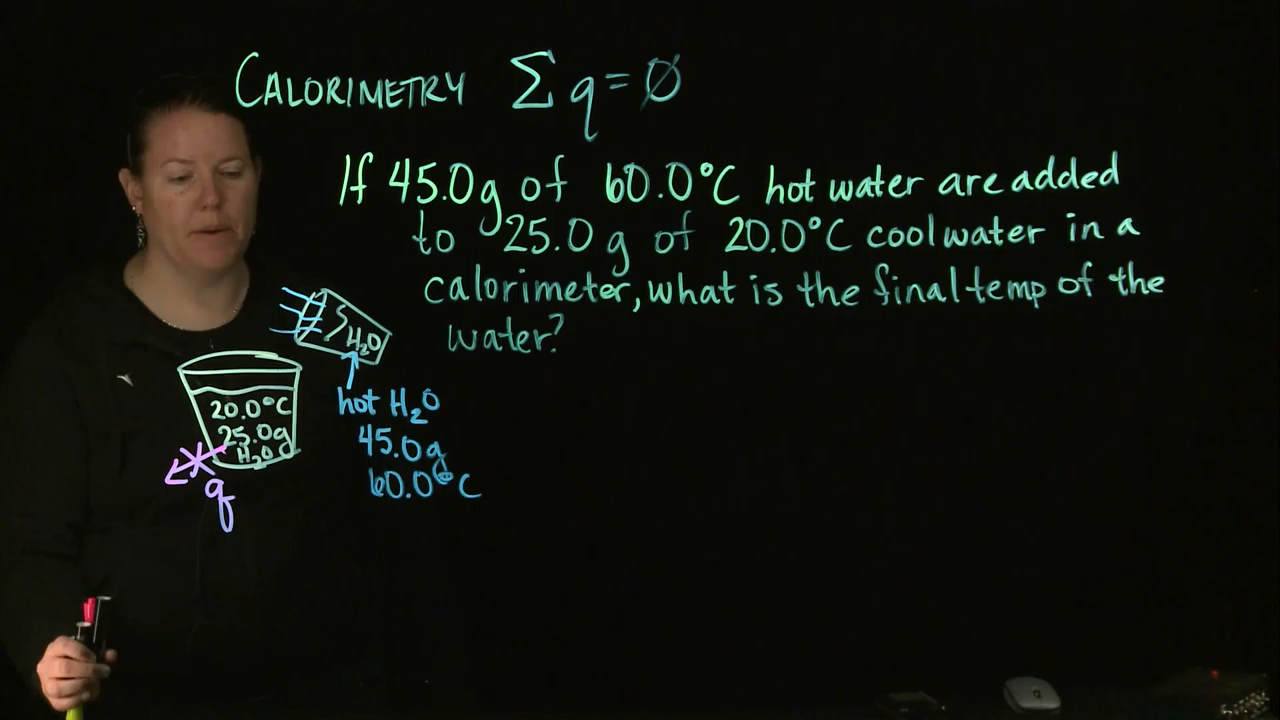 CALORIMETRY Σq=∅
If 45.0g of 60.0°C hot water are added
to 25.0g of 20.0°C cool water in a
calorimeter, what is the final temp of the
water?
H₂O
20.0°C
25.0g
H₂O
hot H₂O
45.0g
60.0°C
q